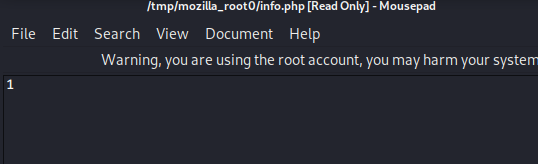 /tmp/mozilla_root0/info.php [Read Only] - Mousepad
File Edit Search View Document Help
Warning, you are using the root account, you may harm your system
1